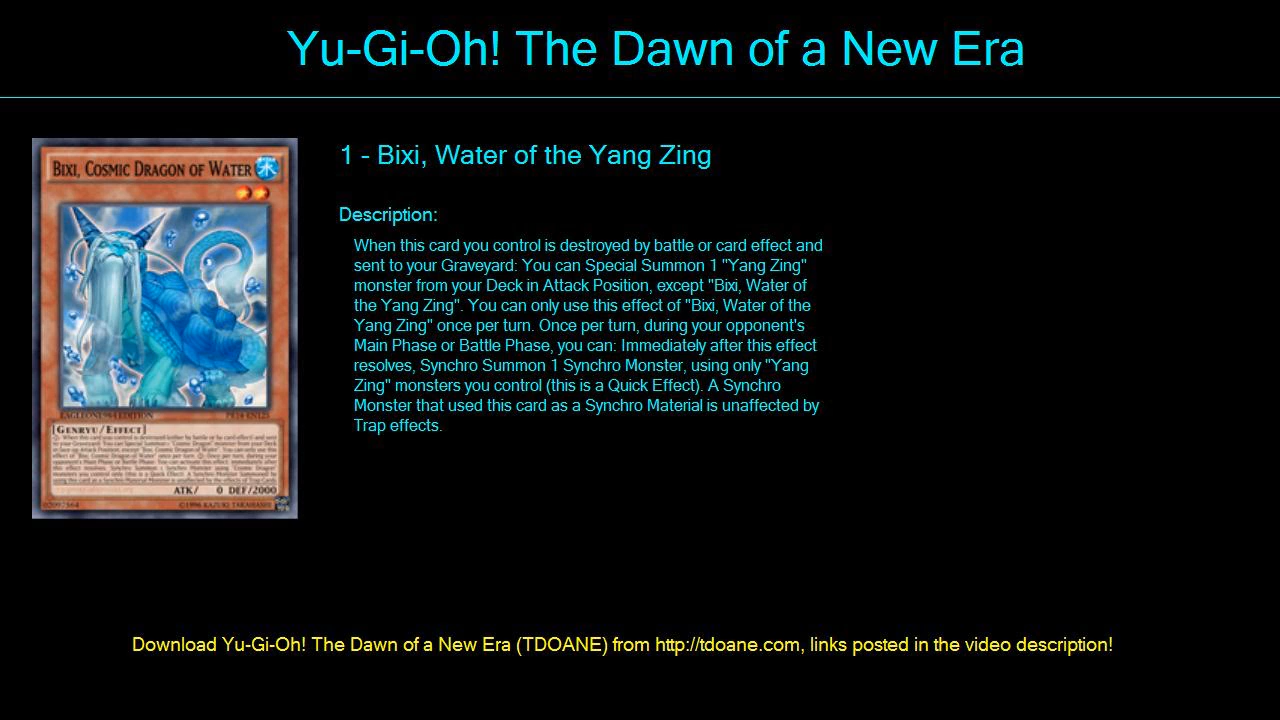 Yu-Gi-Oh! The Dawn of a New Era
BIXI, COSMIC DRAGON OF WATER
EAGLEONE984 EDITION
[GENRYU/EFFECT]
ATK/ 0 DEF/2000
©1996 KAZUKI TAKAHASHI
1 - Bixi, Water of the Yang Zing
Description:
When this card you control is destroyed by battle or card effect and
sent to your Graveyard: You can Special Summon 1 "Yang Zing"
monster from your Deck in Attack Position, except "Bixi, Water of
the Yang Zing". You can only use this effect of "Bixi, Water of the
Yang Zing" once per turn. Once per turn, during your opponent's
Main Phase or Battle Phase, you can: Immediately after this effect
resolves, Synchro Summon 1 Synchro Monster, using only "Yang
Zing" monsters you control (this is a Quick Effect). A Synchro
Monster that used this card as a Synchro Material is unaffected by
Trap effects.
Download Yu-Gi-Oh! The Dawn of a New Era (TDOANE) from http://tdoane.com, links posted in the video description!